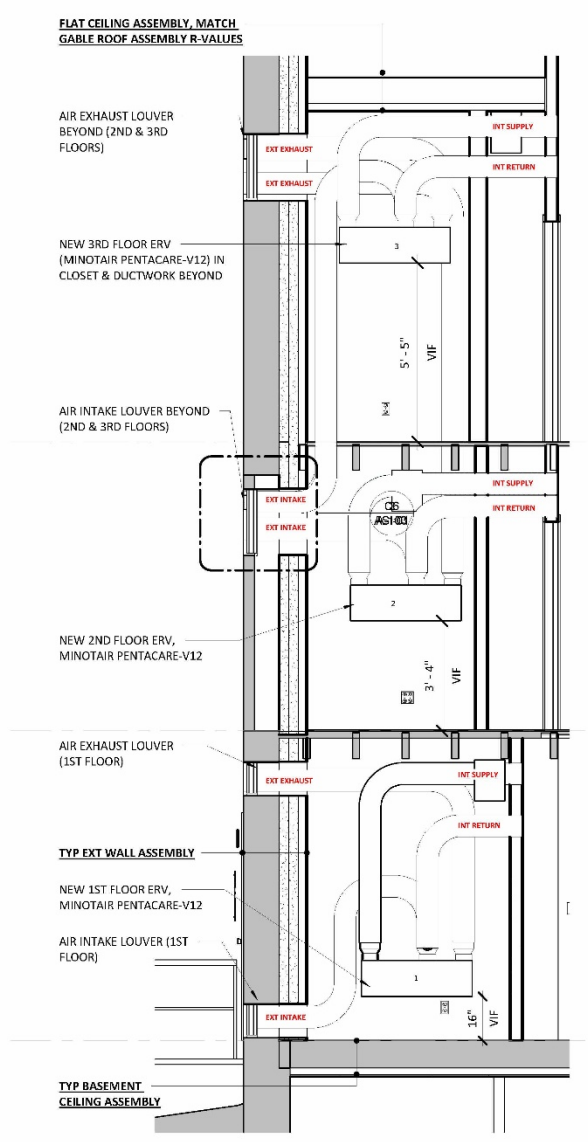 FLAT CEILING ASSEMBLY, MATCH
GABLE ROOF ASSEMBLY R-VALUES
AIR EXHAUST LOUVER
BEYOND (2ND & 3RD
FLOORS)
INT SUPPLY
EXT EXHAUST
INT RETURN
EXT EXHAUST
NEW 3RD FLOOR ERV
(MINOTAIR PENTACARE-V12) IN
CLOSET & DUCTWORK BEYOND
3
5' - 5"
VIF
AIR INTAKE LOUVER BEYOND
(2ND & 3RD FLOORS)
INT SUPPLY
EXT INTAKE
INT RETURN
EXT INTAKE
2
NEW 2ND FLOOR ERV,
MINOTAIR PENTACARE-V12
3' - 4"
VIF
AIR EXHAUST LOUVER
(1ST FLOOR)
INT SUPPLY
EXT EXHAUST
INT RETURN
TYP EXT WALL ASSEMBLY
NEW 1ST FLOOR ERV,
MINOTAIR PENTACARE-V12
AIR INTAKE LOUVER (1ST
FLOOR)
1
EXT INTAKE
16"
VIF
TYP BASEMENT
CEILING ASSEMBLY